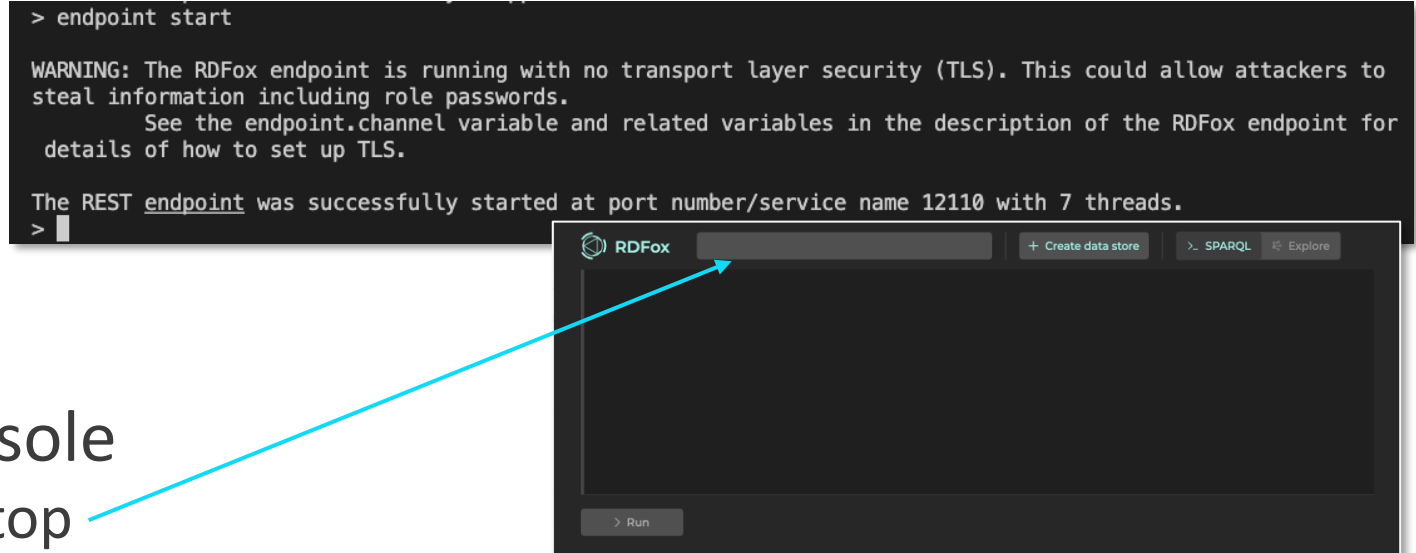 > endpoint start
WARNING: The RDFox endpoint is running with no transport layer security (TLS). This could allow attackers to
steal information including role passwords.
See the endpoint.channel variable and related variables in the description of the RDFox endpoint for
details of how to set up TLS.
The REST endpoint was successfully started at port number/service name 12110 with 7 threads.
>
RDFox + Create data store >_ SPARQL Explore
> Run
sole
top